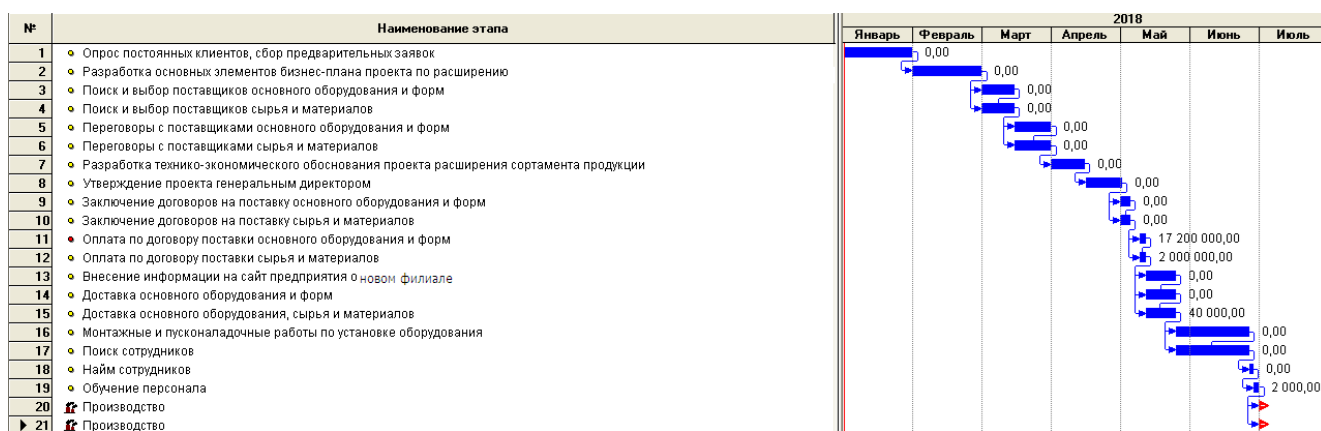 № Наименование этапа 2018
Январь Февраль Март Апрель Май Июнь Июль
1 Опрос постоянных клиентов, сбор предварительных заявок 0,00
2 Разработка основных элементов бизнес-плана проекта по расширению 0,00
3 Поиск и выбор поставщиков основного оборудования и форм 0,00
4 Поиск и выбор поставщиков сырья и материалов 0,00
5 Переговоры с поставщиками основного оборудования и форм 0,00
6 Переговоры с поставщиками сырья и материалов 0,00
7 Разработка технико-экономического обоснования проекта расширения сортамента продукции 0,00
8 Утверждение проекта генеральным директором 0,00
9 Заключение договоров на поставку основного оборудования и форм 0,00
10 Заключение договоров на поставку сырья и материалов 0,00
11 Оплата по договору поставки основного оборудования и форм 17 200 000,00
12 Оплата по договору поставки сырья и материалов 2 000 000,00
13 Внесение информации на сайт предприятия о новом филиале 0,00
14 Доставка основного оборудования и форм 0,00
15 Доставка основного оборудования, сырья и материалов 40 000,00
16 Монтажные и пусконаладочные работы по установке оборудования 0,00
17 Поиск сотрудников 0,00
18 Найм сотрудников 0,00
19 Обучение персонала 2 000,00
20 Производство
21 Производство